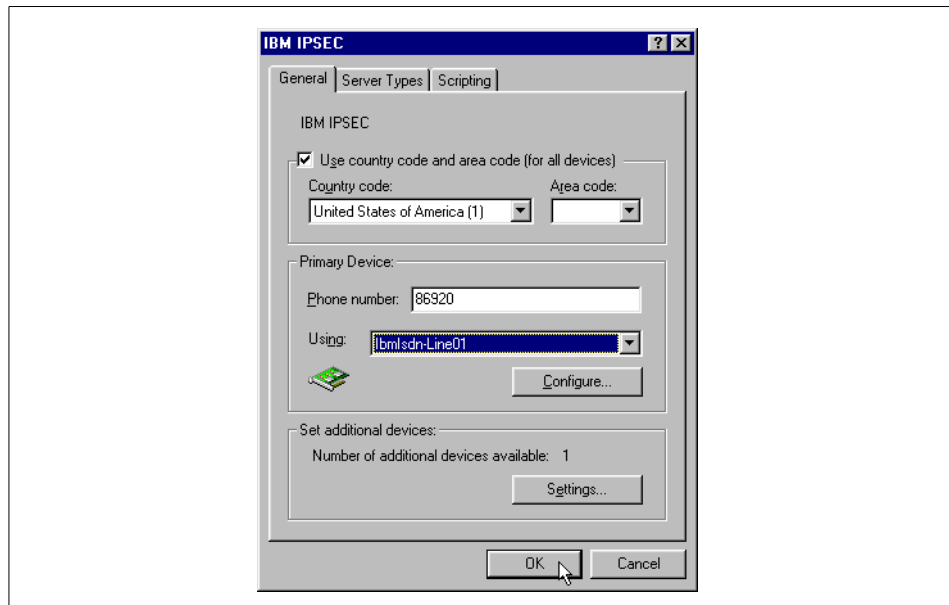 IBM IPSEC
General Server Types Scripting
IBM IPSEC
Use country code and area code (for all devices)
Country code: Area code:
United States of America (1)
Primary Device:
Phone number: 86920
Using: IbmIsdn-Line01
Configure...
Set additional devices:
Number of additional devices available: 1
Settings...
OK Cancel